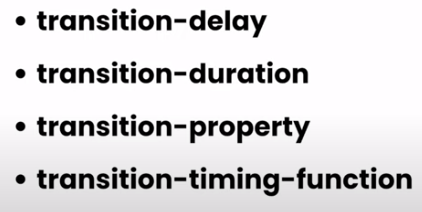 • transition-delay
• transition-duration
• transition-property
• transition-timing-function